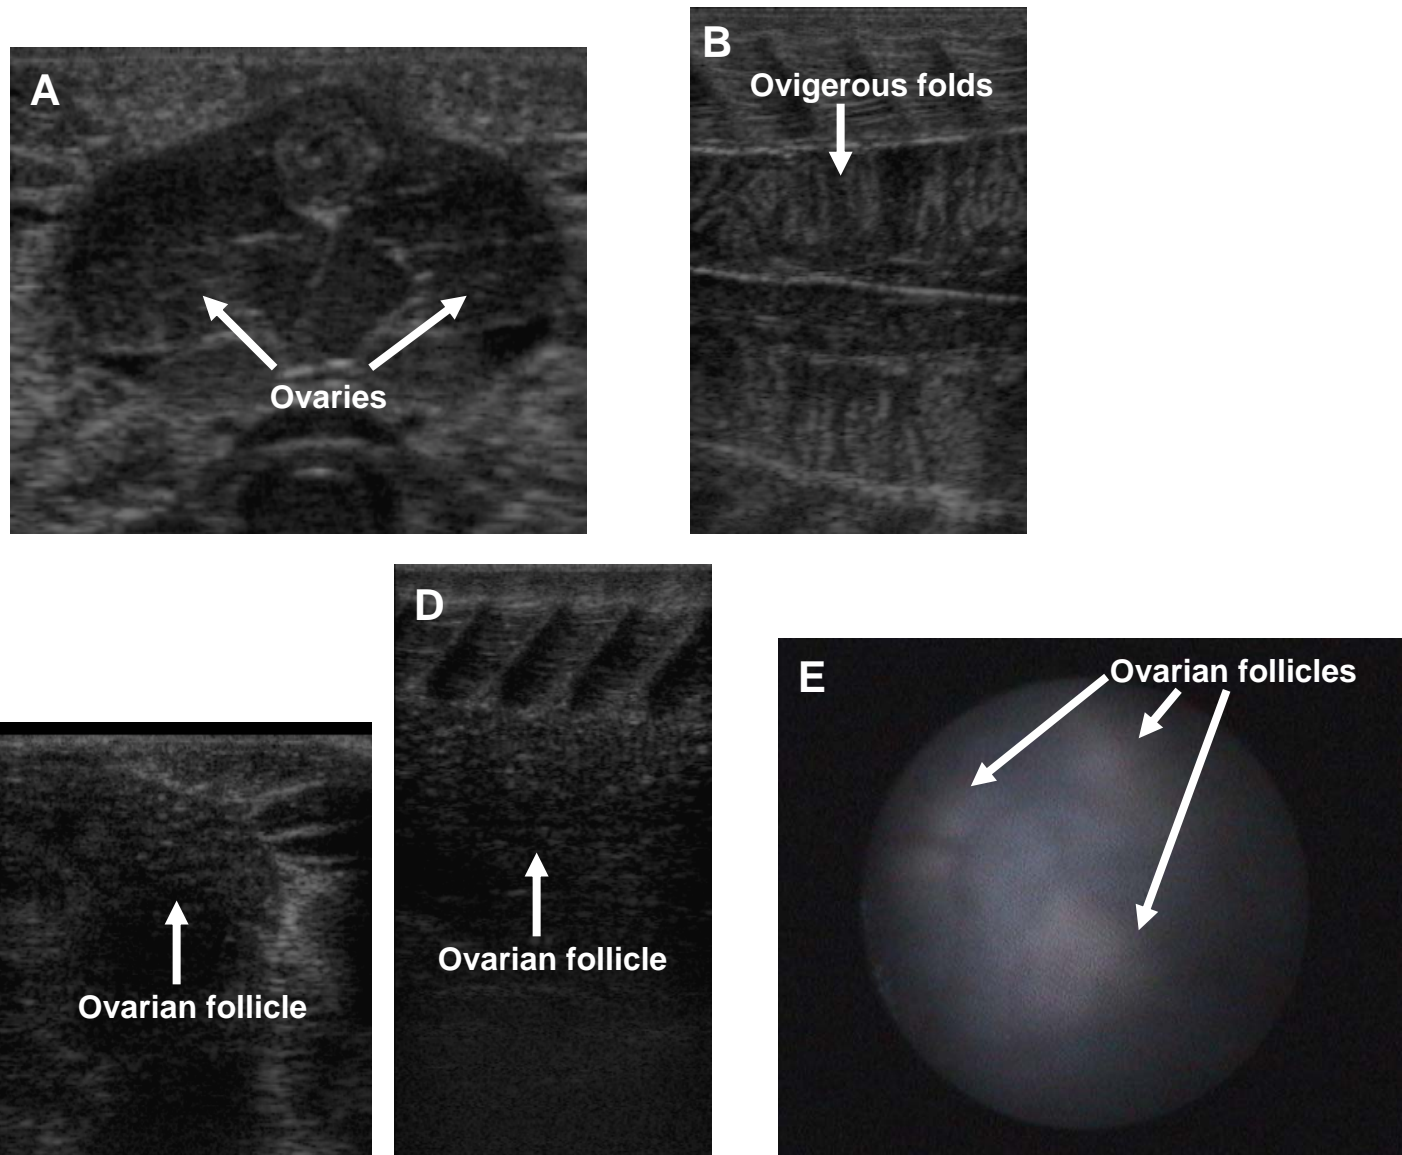 A
Ovaries
B
Ovigerous folds
Ovarian follicle
D
Ovarian follicle
E
Ovarian follicles